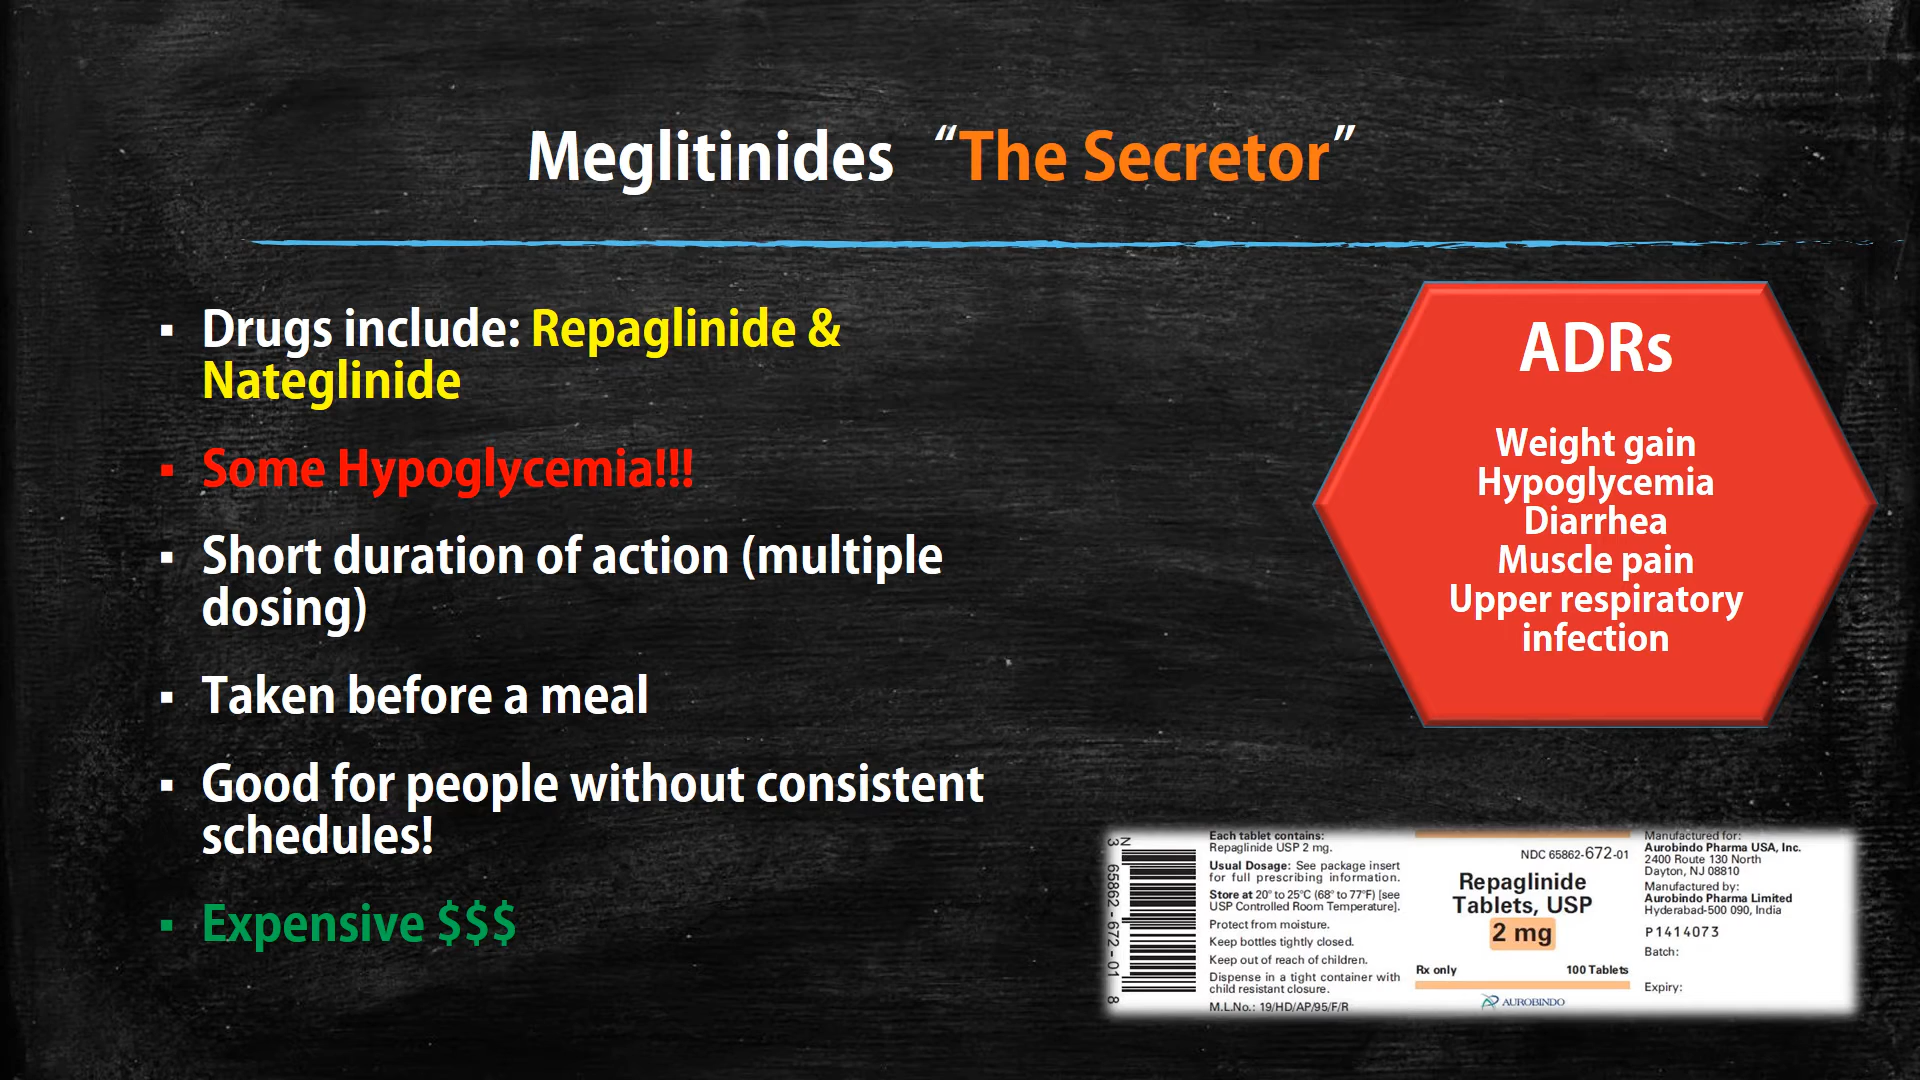 Meglitinides “The Secretor”
▪ Drugs include: Repaglinide &
Nateglinide
▪ Some Hypoglycemia!!!
▪ Short duration of action (multiple
dosing)
▪ Taken before a meal
▪ Good for people without consistent
schedules!
▪ Expensive $$$
ADRs
Weight gain
Hypoglycemia
Diarrhea
Muscle pain
Upper respiratory
infection
N
3 65862-672-01 8
Each tablet contains:
Repaglinide USP 2 mg.
Usual Dosage: See package insert
for full prescribing information.
Store at 20° to 25°C (68° to 77°F) [see
USP Controlled Room Temperature].
Protect from moisture.
Keep bottles tightly closed.
Keep out of reach of children.
Dispense in a tight container with
child resistant closure.
M.L.No.: 19/HD/AP/95/F/R
NDC 65862-672-01
Repaglinide
Tablets, USP
2 mg
Rx only 100 Tablets
AUROBINDO
Manufactured for:
Aurobindo Pharma USA, Inc.
2400 Route 130 North
Dayton, NJ 08810
Manufactured by:
Aurobindo Pharma Limited
Hyderabad-500 090, India
P1414073
Batch:
Expiry: